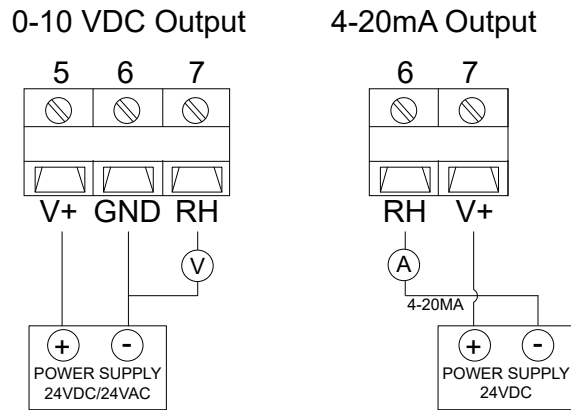 0-10 VDC Output
5 6 7
V+ GND RH
V
+ -
POWER SUPPLY
24VDC/24VAC
4-20mA Output
6 7
RH V+
A
4-20MA
+ -
POWER SUPPLY
24VDC